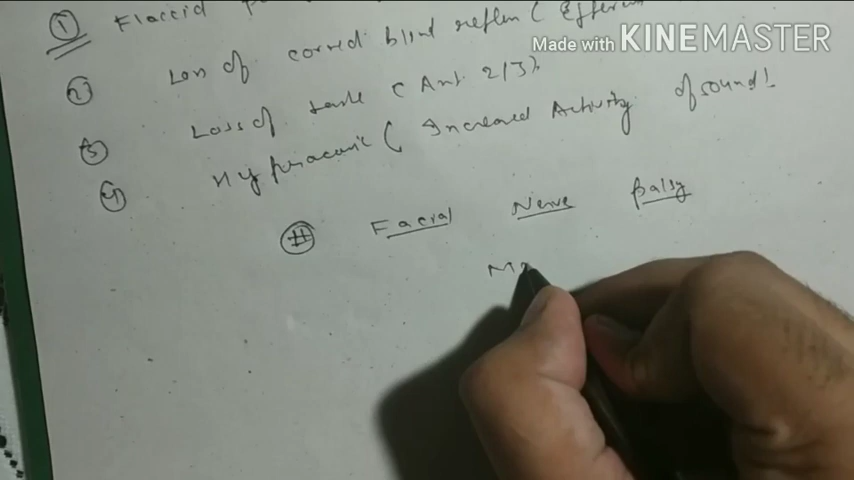 ① Flaccid
Made with KINEMASTER
2) Loss of corneal blink reflex ( Efferen
3) Loss of taste ( Ant. 2/3)
4) Hyperacusis ( Increased Activity of sound!
# Facial Nerve palsy
M